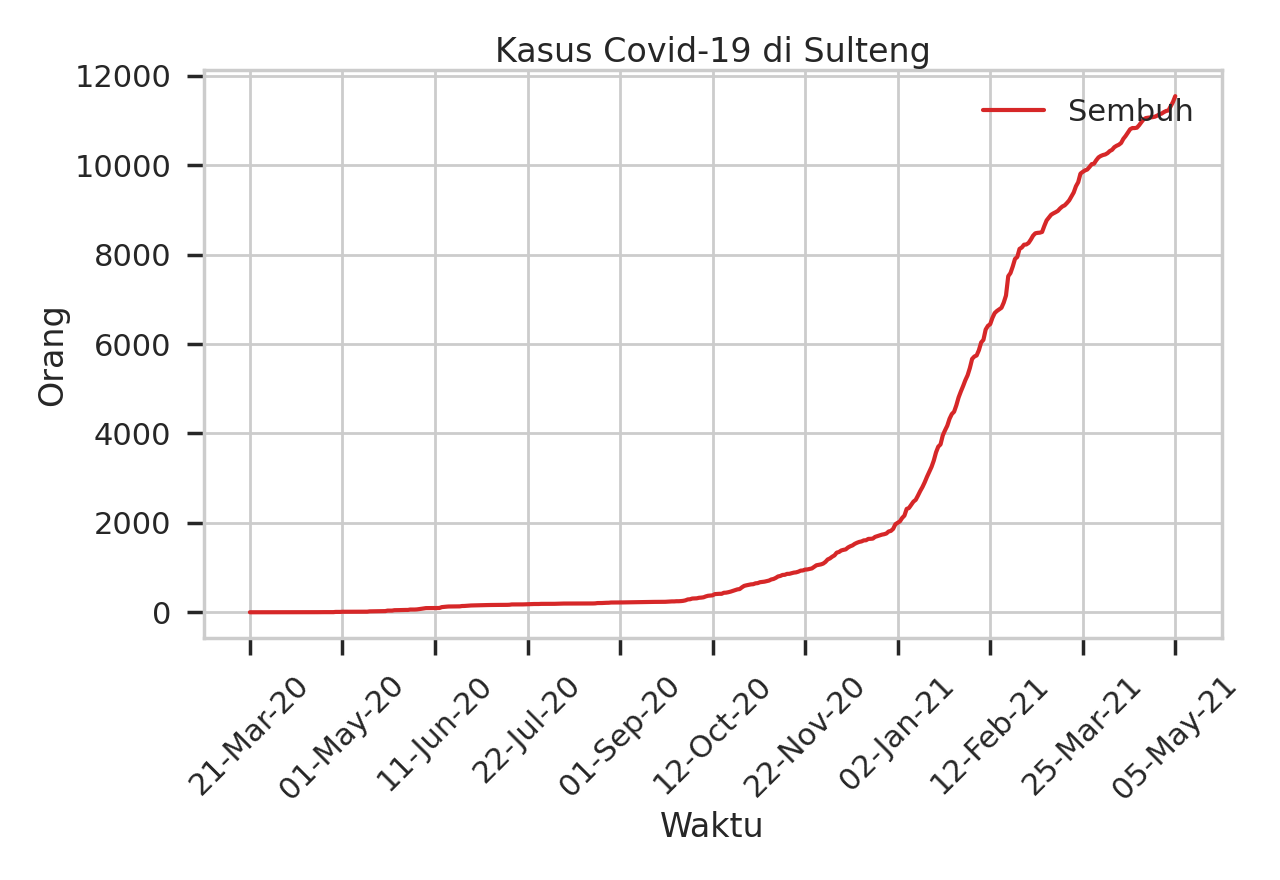 Kasus Covid-19 di Sulteng
Sembuh
Orang
12000
10000
8000
6000
4000
2000
0
21-Mar-20
01-May-20
11-Jun-20
22-Jul-20
01-Sep-20
12-Oct-20
22-Nov-20
02-Jan-21
12-Feb-21
25-Mar-21
05-May-21
Waktu